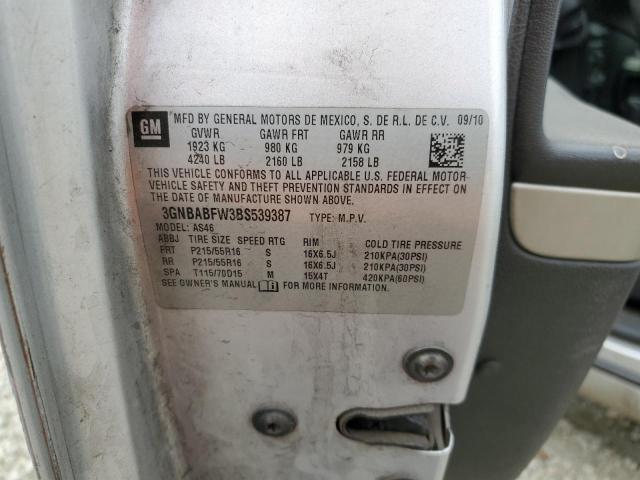 GM
MFD BY GENERAL MOTORS DE MEXICO, S. DE R.L. DE C.V. 09/10
GVWR GAWR FRT GAWR RR
1923 KG 980 KG 979 KG
4240 LB 2160 LB 2158 LB
THIS VEHICLE CONFORMS TO ALL APPLICABLE U.S. FEDERAL MOTOR
VEHICLE SAFETY AND THEFT PREVENTION STANDARDS IN EFFECT ON
THE DATE OF MANUFACTURE SHOWN ABOVE.
3GNBABFW3BS539387 TYPE: M.P.V.
MODEL: AS46
ABBJ TIRE SIZE SPEED RTG RIM COLD TIRE PRESSURE
FRT P215/55R16 S 16X6.5J 210KPA(30PSI)
RR P215/55R16 S 16X6.5J 210KPA(30PSI)
SPA T115/70D15 M 15X4T 420KPA(60PSI)
SEE OWNER'S MANUAL FOR MORE INFORMATION.